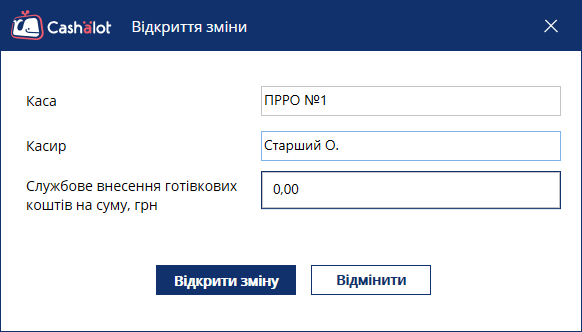 Cashalot Відкриття зміни
Каса ПРРО №1
Касир Старший О.
Службове внесення готівкових
коштів на суму, грн 0,00
Відкрити зміну Відмінити